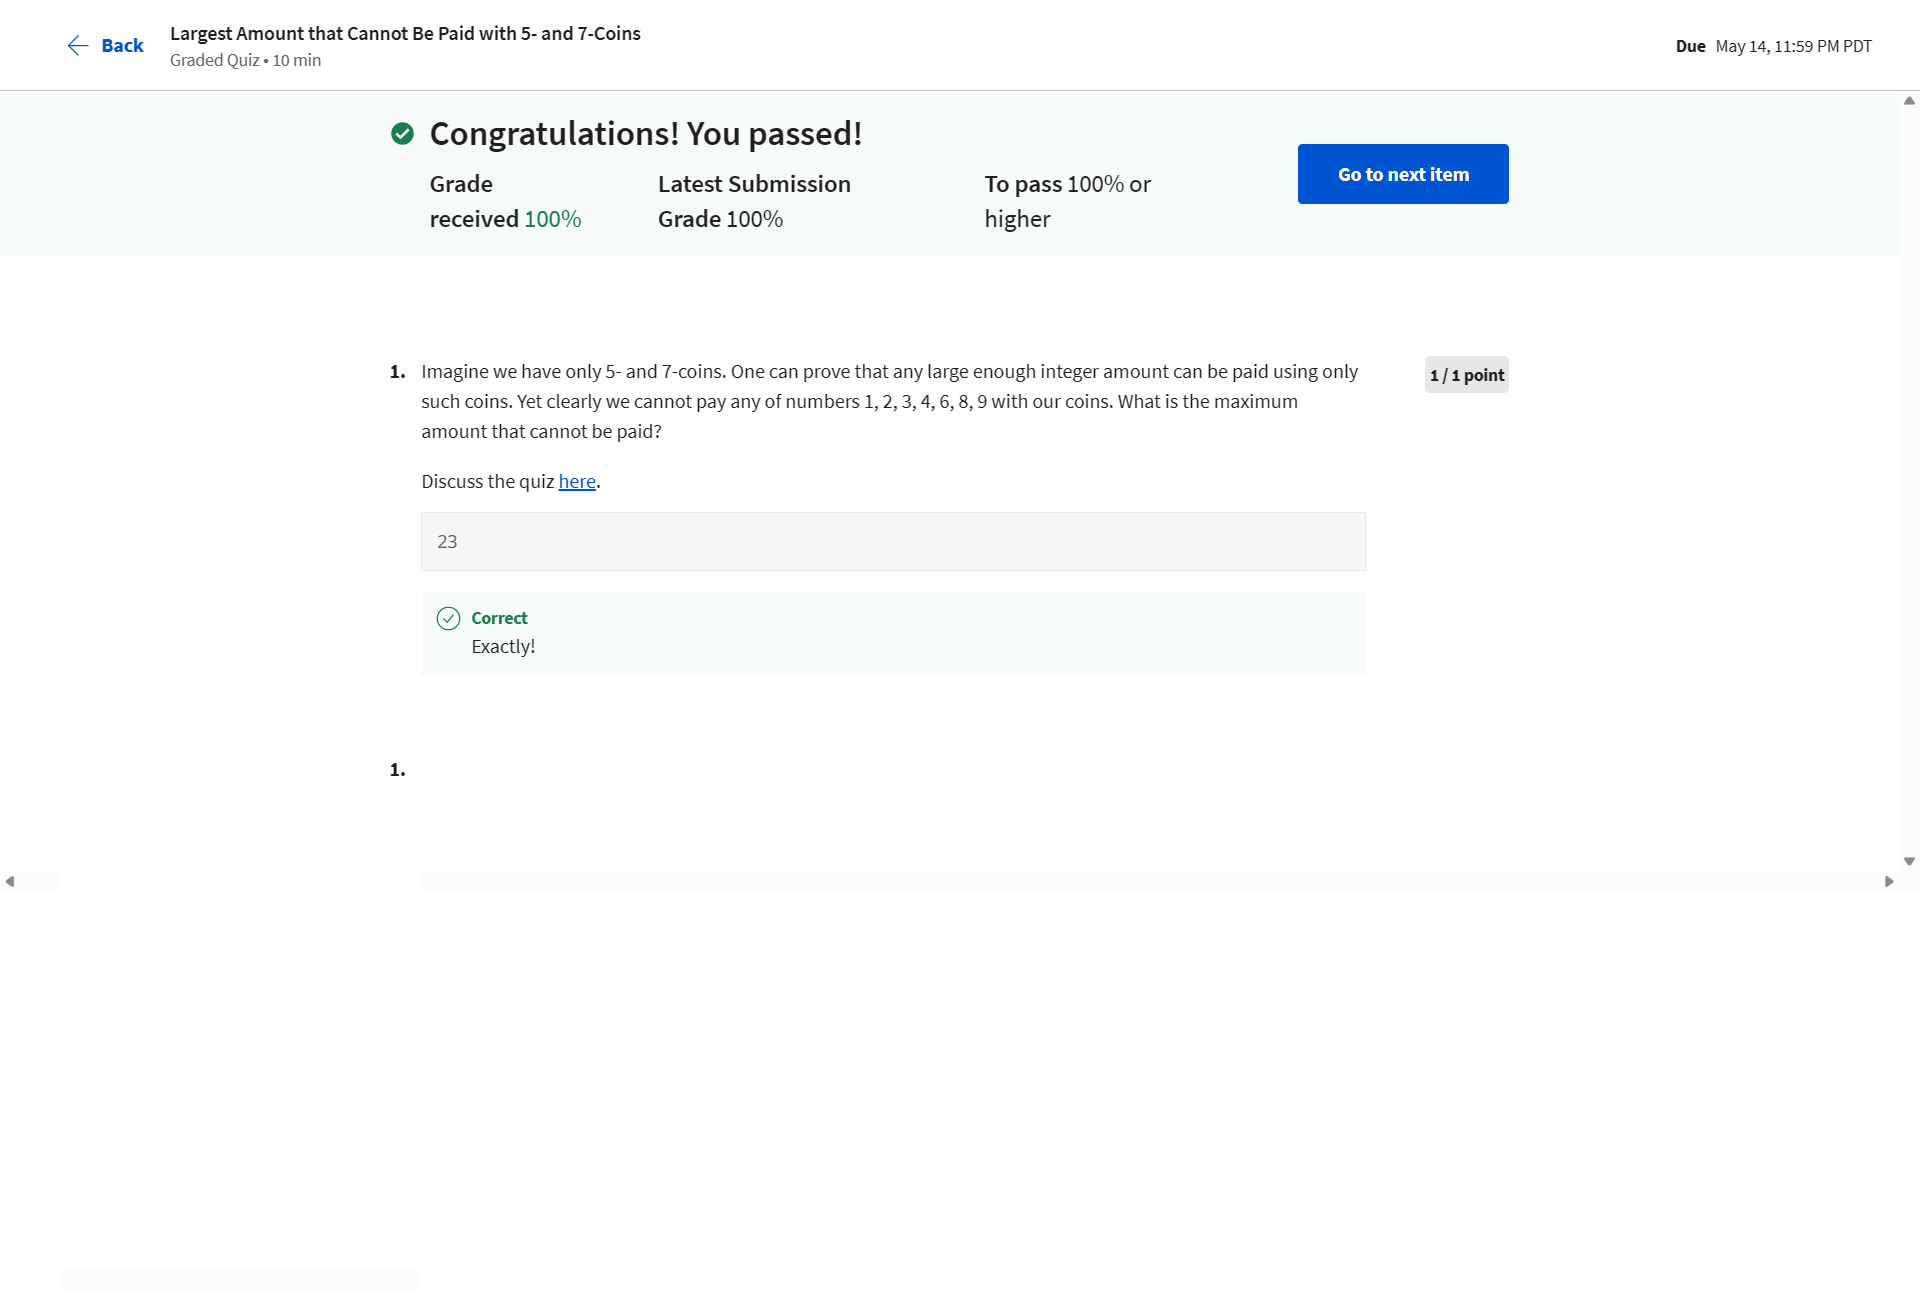 Back
Largest Amount that Cannot Be Paid with 5- and 7-Coins
Graded Quiz • 10 min
Due May 14, 11:59 PM PDT
Congratulations! You passed!
Grade received 100%
Latest Submission Grade 100%
To pass 100% or higher
Go to next item
1. Imagine we have only 5- and 7-coins. One can prove that any large enough integer amount can be paid using only
such coins. Yet clearly we cannot pay any of numbers 1, 2, 3, 4, 6, 8, 9 with our coins. What is the maximum
amount that cannot be paid?
1 / 1 point
Discuss the quiz here.
23
Correct
Exactly!
1.